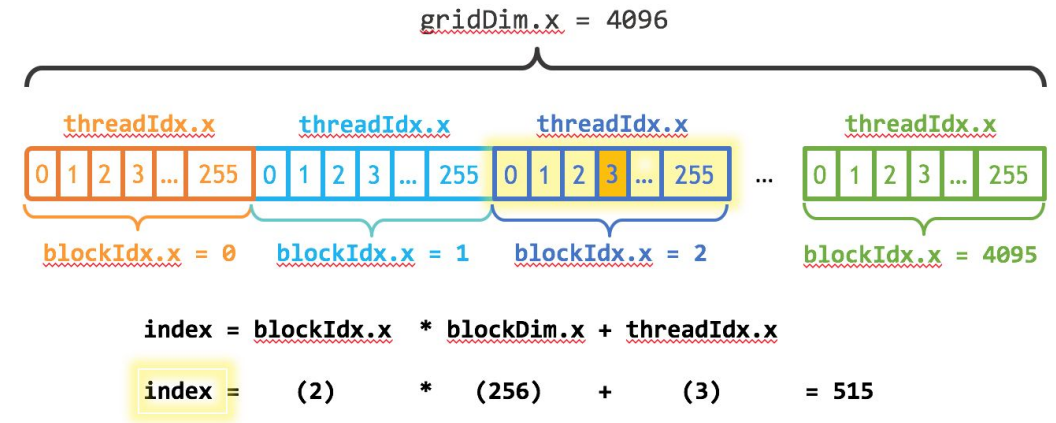 gridDim.x = 4096
threadIdx.x threadIdx.x threadIdx.x threadIdx.x
0 1 2 3 ... 255 0 1 2 3 ... 255 0 1 2 3 ... 255 ... 0 1 2 3 ... 255
blockIdx.x = 0 blockIdx.x = 1 blockIdx.x = 2 blockIdx.x = 4095
index = blockIdx.x * blockDim.x + threadIdx.x
index = (2) * (256) + (3) = 515